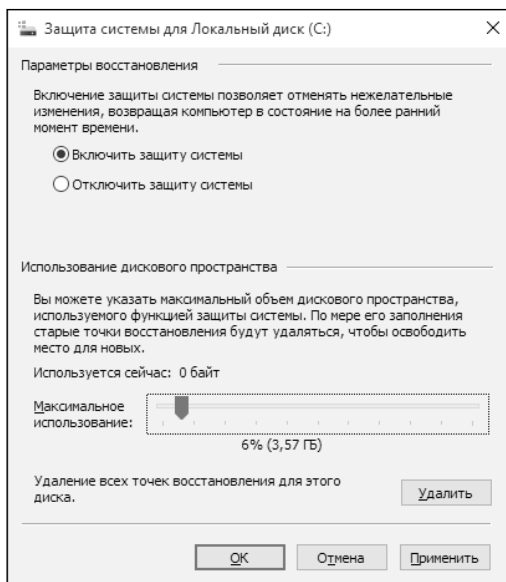 Защита системы для Локальный диск (C:)
Параметры восстановления
Включение защиты системы позволяет отменять нежелательные
изменения, возвращая компьютер в состояние на более ранний
момент времени.
Включить защиту системы
Отключить защиту системы
Использование дискового пространства
Вы можете указать максимальный объем дискового пространства,
используемого функцией защиты системы. По мере его заполнения
старые точки восстановления будут удаляться, чтобы освободить
место для новых.
Используется сейчас: 0 байт
Максимальное
использование:
6% (3,57 ГБ)
Удаление всех точек восстановления для этого
диска.
Удалить
OK Отмена Применить